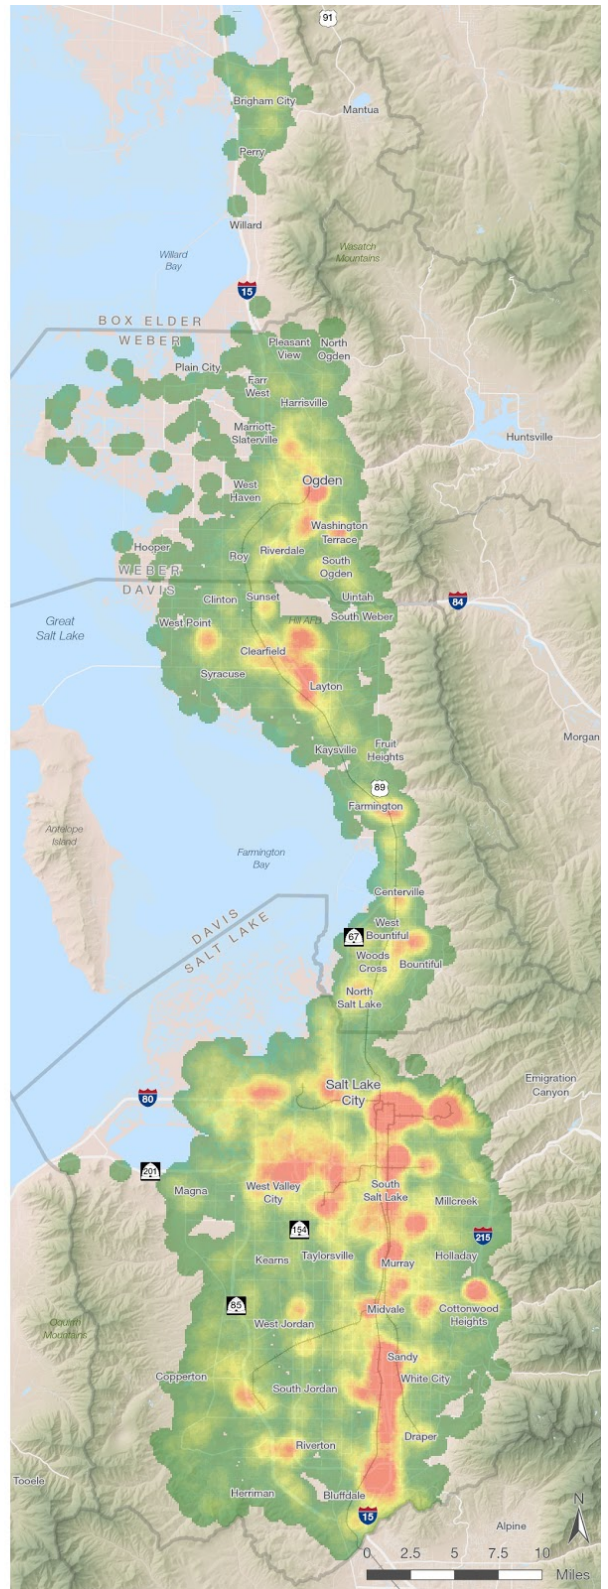 91
Brigham City
Mantua
Perry
Willard
Willard
Bay
Wasatch
Mountains
15
BOX ELDER
WEBER
Pleasant
View
North
Ogden
Plain City
Farr
West
Harrisville
Marriott-
Slaterville
Huntsville
Ogden
West
Haven
Washington
Terrace
Hooper
Roy
Riverdale
South
Ogden
WEBER
DAVIS
Clinton
Sunset
Uintah
84
Great
Salt Lake
West Point
Hill AFB
South Weber
Clearfield
Syracuse
Layton
Morgan
Kaysville
Fruit
Heights
89
Farmington
Antelope
Island
Farmington
Bay
Centerville
DAVIS
SALT LAKE
West
Bountiful
67
Woods
Cross
Bountiful
North
Salt Lake
Emigration
Canyon
80
Salt Lake
City
201
Magna
West Valley
City
South
Salt Lake
Millcreek
154
215
Kearns
Taylorsville
Murray
Holladay
85
Midvale
Cottonwood
Heights
West Jordan
Oquirrh
Mountains
Sandy
Copperton
South Jordan
White City
Riverton
Draper
Tooele
Herriman
Bluffdale
15
Alpine
N
0 2.5 5 7.5 10
Miles